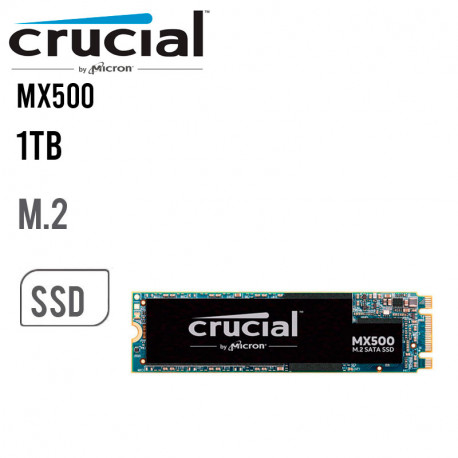 crucial
by Micron
MX500
1TB
M.2
SSD
crucial
by Micron
MX500
M.2 SATA SSD